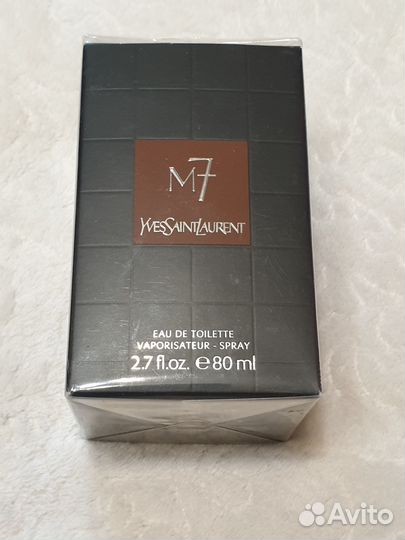 M7
YVESSAINTLAURENT
EAU DE TOILETTE
VAPORISATEUR - SPRAY
2.7 fl.oz. ℮ 80 ml
Avito